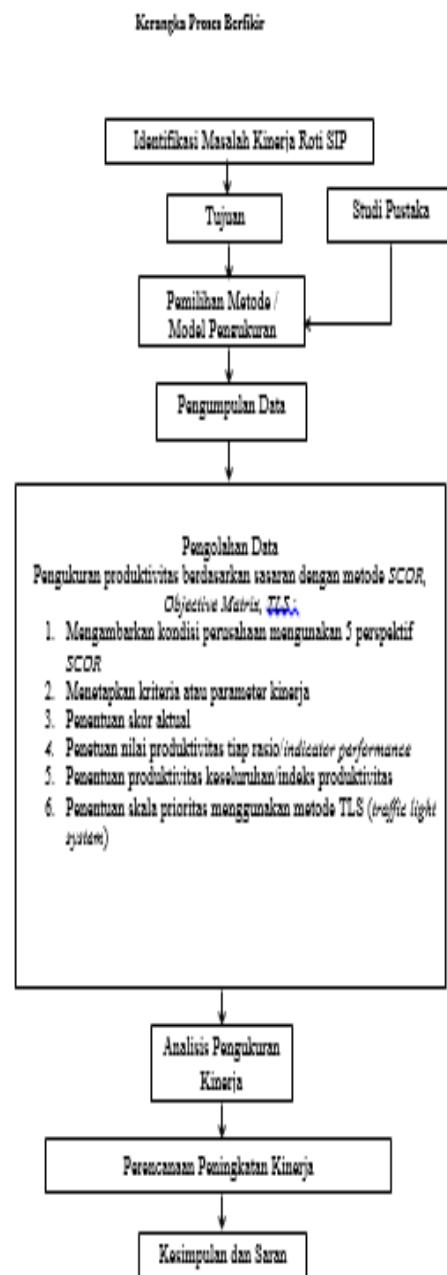 Kerangka Proses Berfikir
Identifikasi Masalah Kinerja Roti SIP
Tujuan
Studi Pustaka
Pemilihan Metode /
Model Pengukuran
Pengumpulan Data
Pengolahan Data
Pengukuran produktivitas berdasarkan sasaran dengan metode SCOR,
Objective Matrix, TLS :
1. Mengambarkan kondisi perusahaan mengunakan 5 perspektif
SCOR
2. Menetapkan kriteria atau parameter kinerja
3. Penentuan skor aktual
4. Penetuan nilai produktivitas tiap rasio/indicator performance
5. Penentuan produktivitas keseluruhan/indeks produktivitas
6. Penentuan skala prioritas menggunakan metode TLS (traffic light
system)
Analisis Pengukuran
Kinerja
Perencanaan Peningkatan Kinerja
Kesimpulan dan Saran